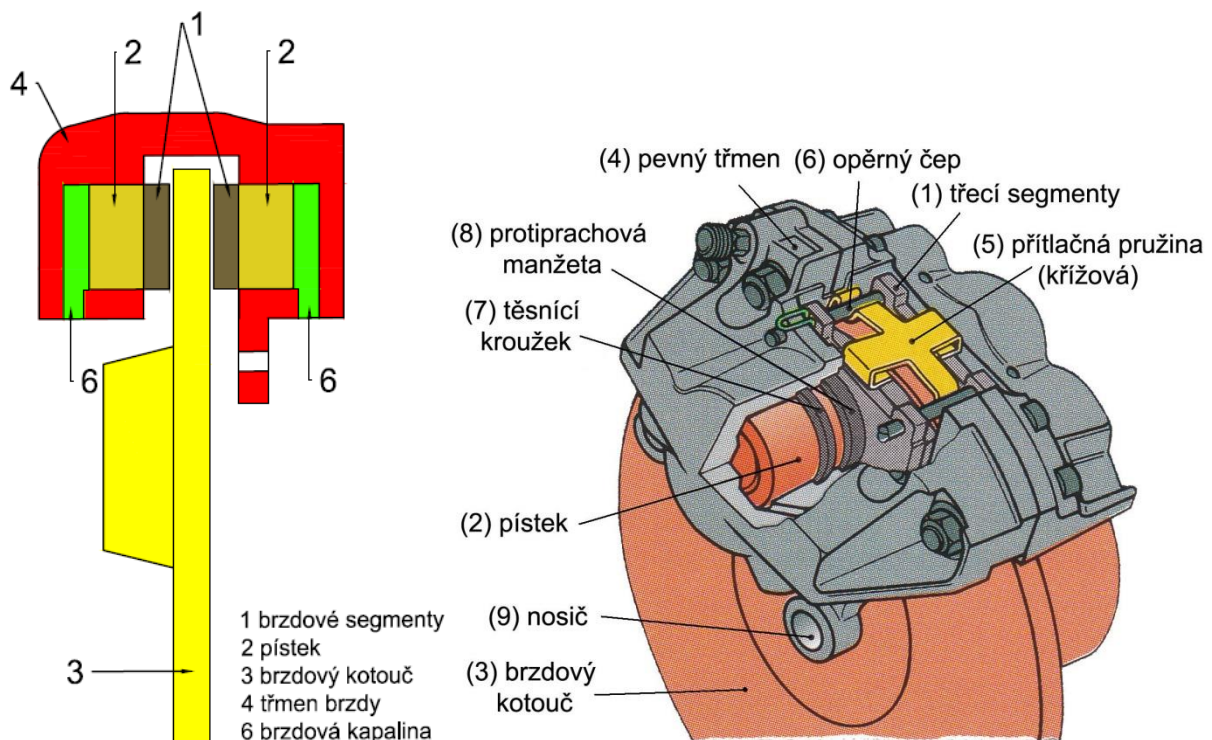 1
2
2
4
6
6
3
1 brzdové segmenty
2 pístek
3 brzdový kotouč
4 třmen brzdy
6 brzdová kapalina
(4) pevný třmen
(6) opěrný čep
(1) třecí segmenty
(8) protiprachová
manžeta
(5) přítlačná pružina
(křížová)
(7) těsnící
kroužek
(2) pístek
(9) nosič
(3) brzdový
kotouč